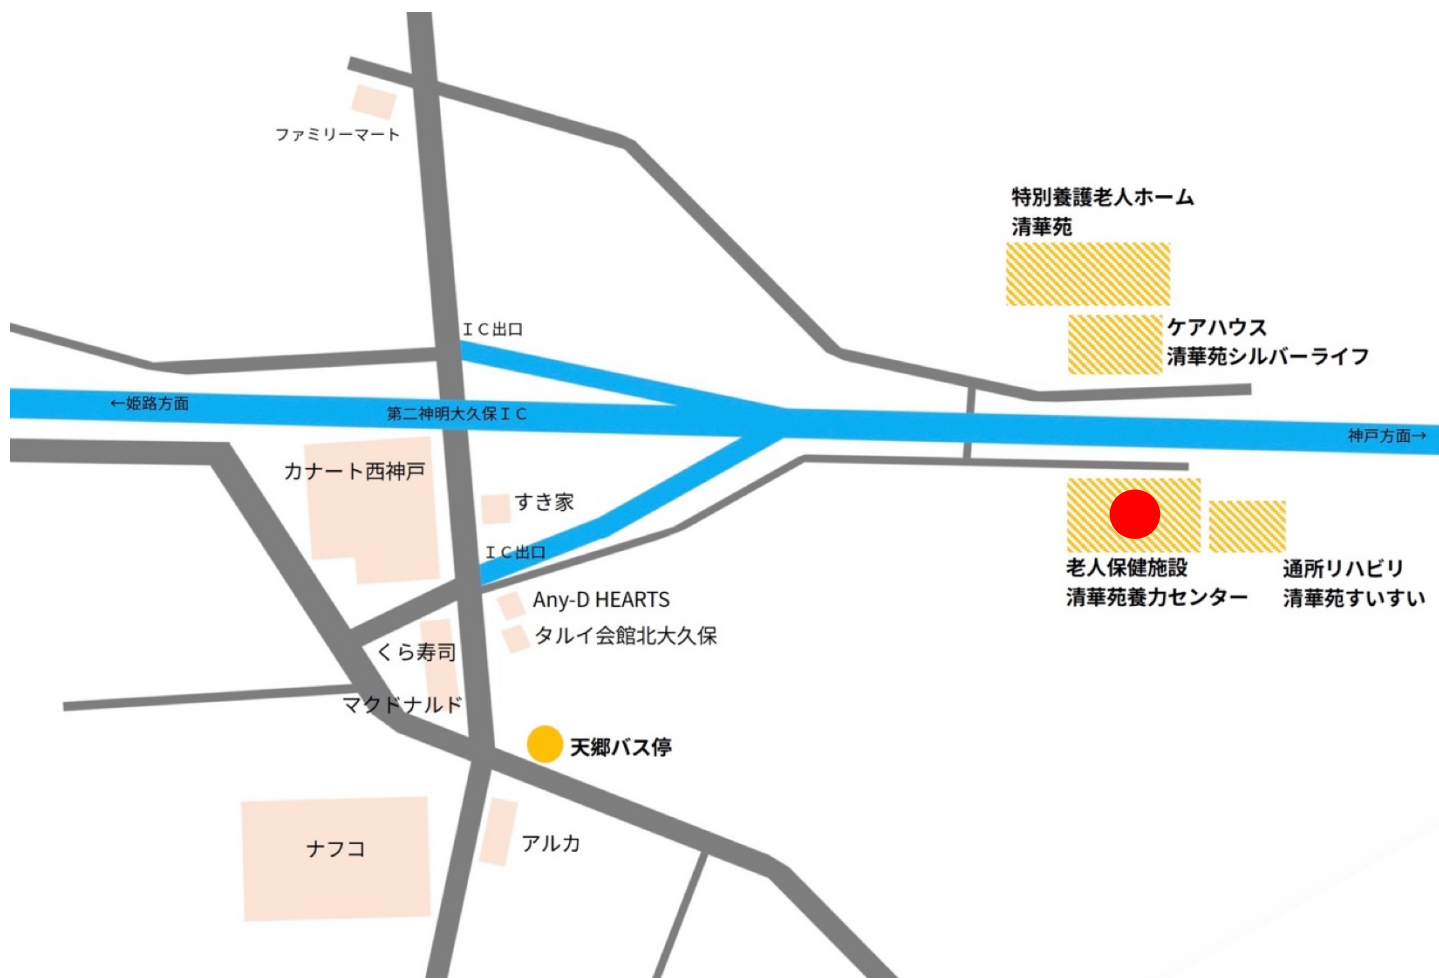 ファミリーマート
特別養護老人ホーム
清華苑
ＩＣ出口
ケアハウス
清華苑シルバーライフ
←姫路方面
第二神明大久保ＩＣ
神戸方面→
カナート西神戸
すき家
ＩＣ出口
老人保健施設
清華苑養力センター
通所リハビリ
清華苑すいすい
Any-D HEARTS
タルイ会館北大久保
くら寿司
マクドナルド
天郷バス停
ナフコ
アルカ